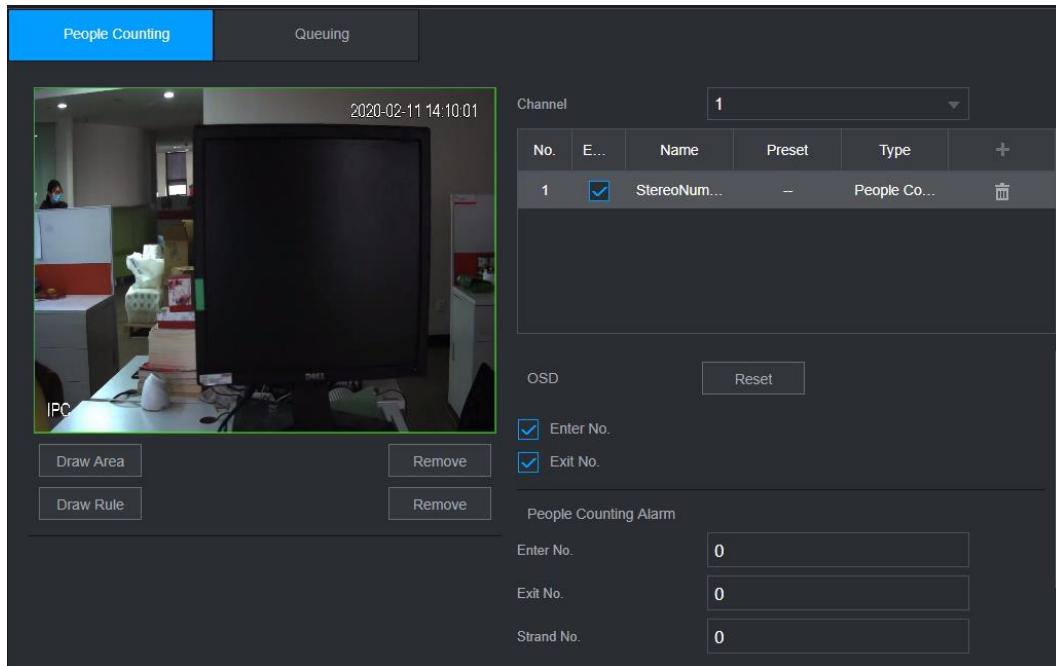 People Counting
Queuing
2020-02-11 14:10:01
IPC
Draw Area
Remove
Draw Rule
Remove
Channel
1
No. E... Name Preset Type +
1 StereoNum... -- People Co...
OSD
Reset
Enter No.
Exit No.
People Counting Alarm
Enter No.
0
Exit No.
0
Strand No.
0